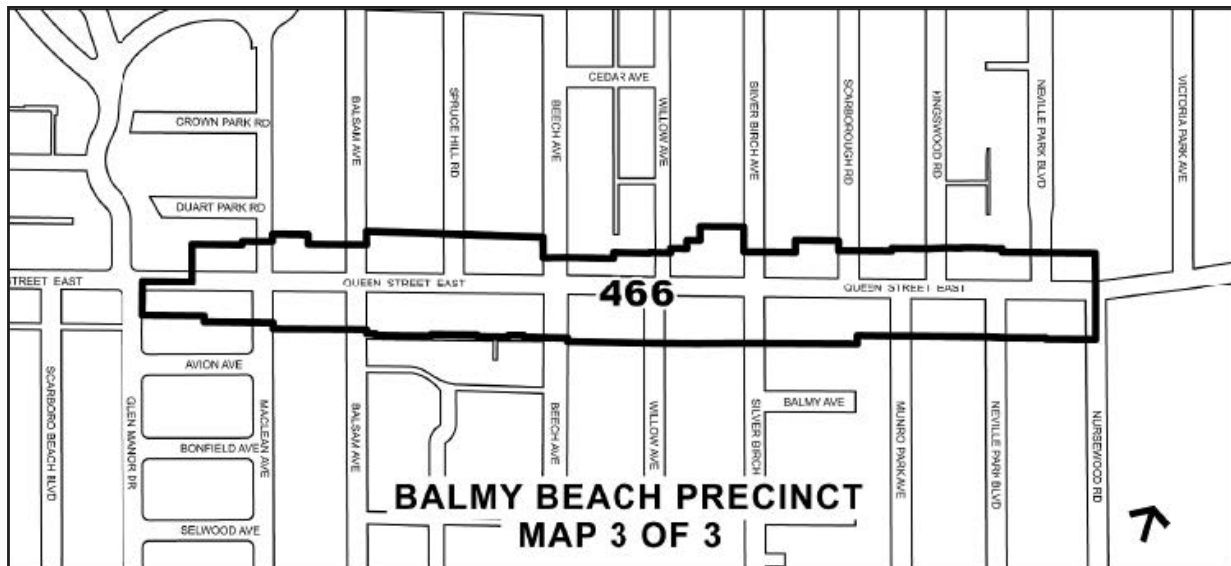 CEDAR AVE
CROWN PARK RD
BALSAM AVE
SPRUCE HILL RD
BEECH AVE
WILLOW AVE
SILVER BIRCH AVE
SCARBOROUGH RD
KINGSWOOD RD
NEVILLE PARK BLVD
VICTORIA PARK AVE
DUART PARK RD
STREET EAST
QUEEN STREET EAST
466
QUEEN STREET EAST
AVION AVE
SCARBORO BEACH BLVD
GLEN MANOR DR
MACLEAN AVE
BALSAM AVE
BEECH AVE
WILLOW AVE
SILVER BIRCH
BALMY AVE
MUNRO PARK AVE
NEVILLE PARK BLVD
NURSEWOOD RD
BONFIELD AVE
SELWOOD AVE
BALMY BEACH PRECINCT
MAP 3 OF 3